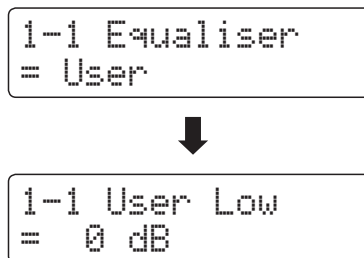 1-1 Equaliser
= User
1-1 User Low
=  0 dB